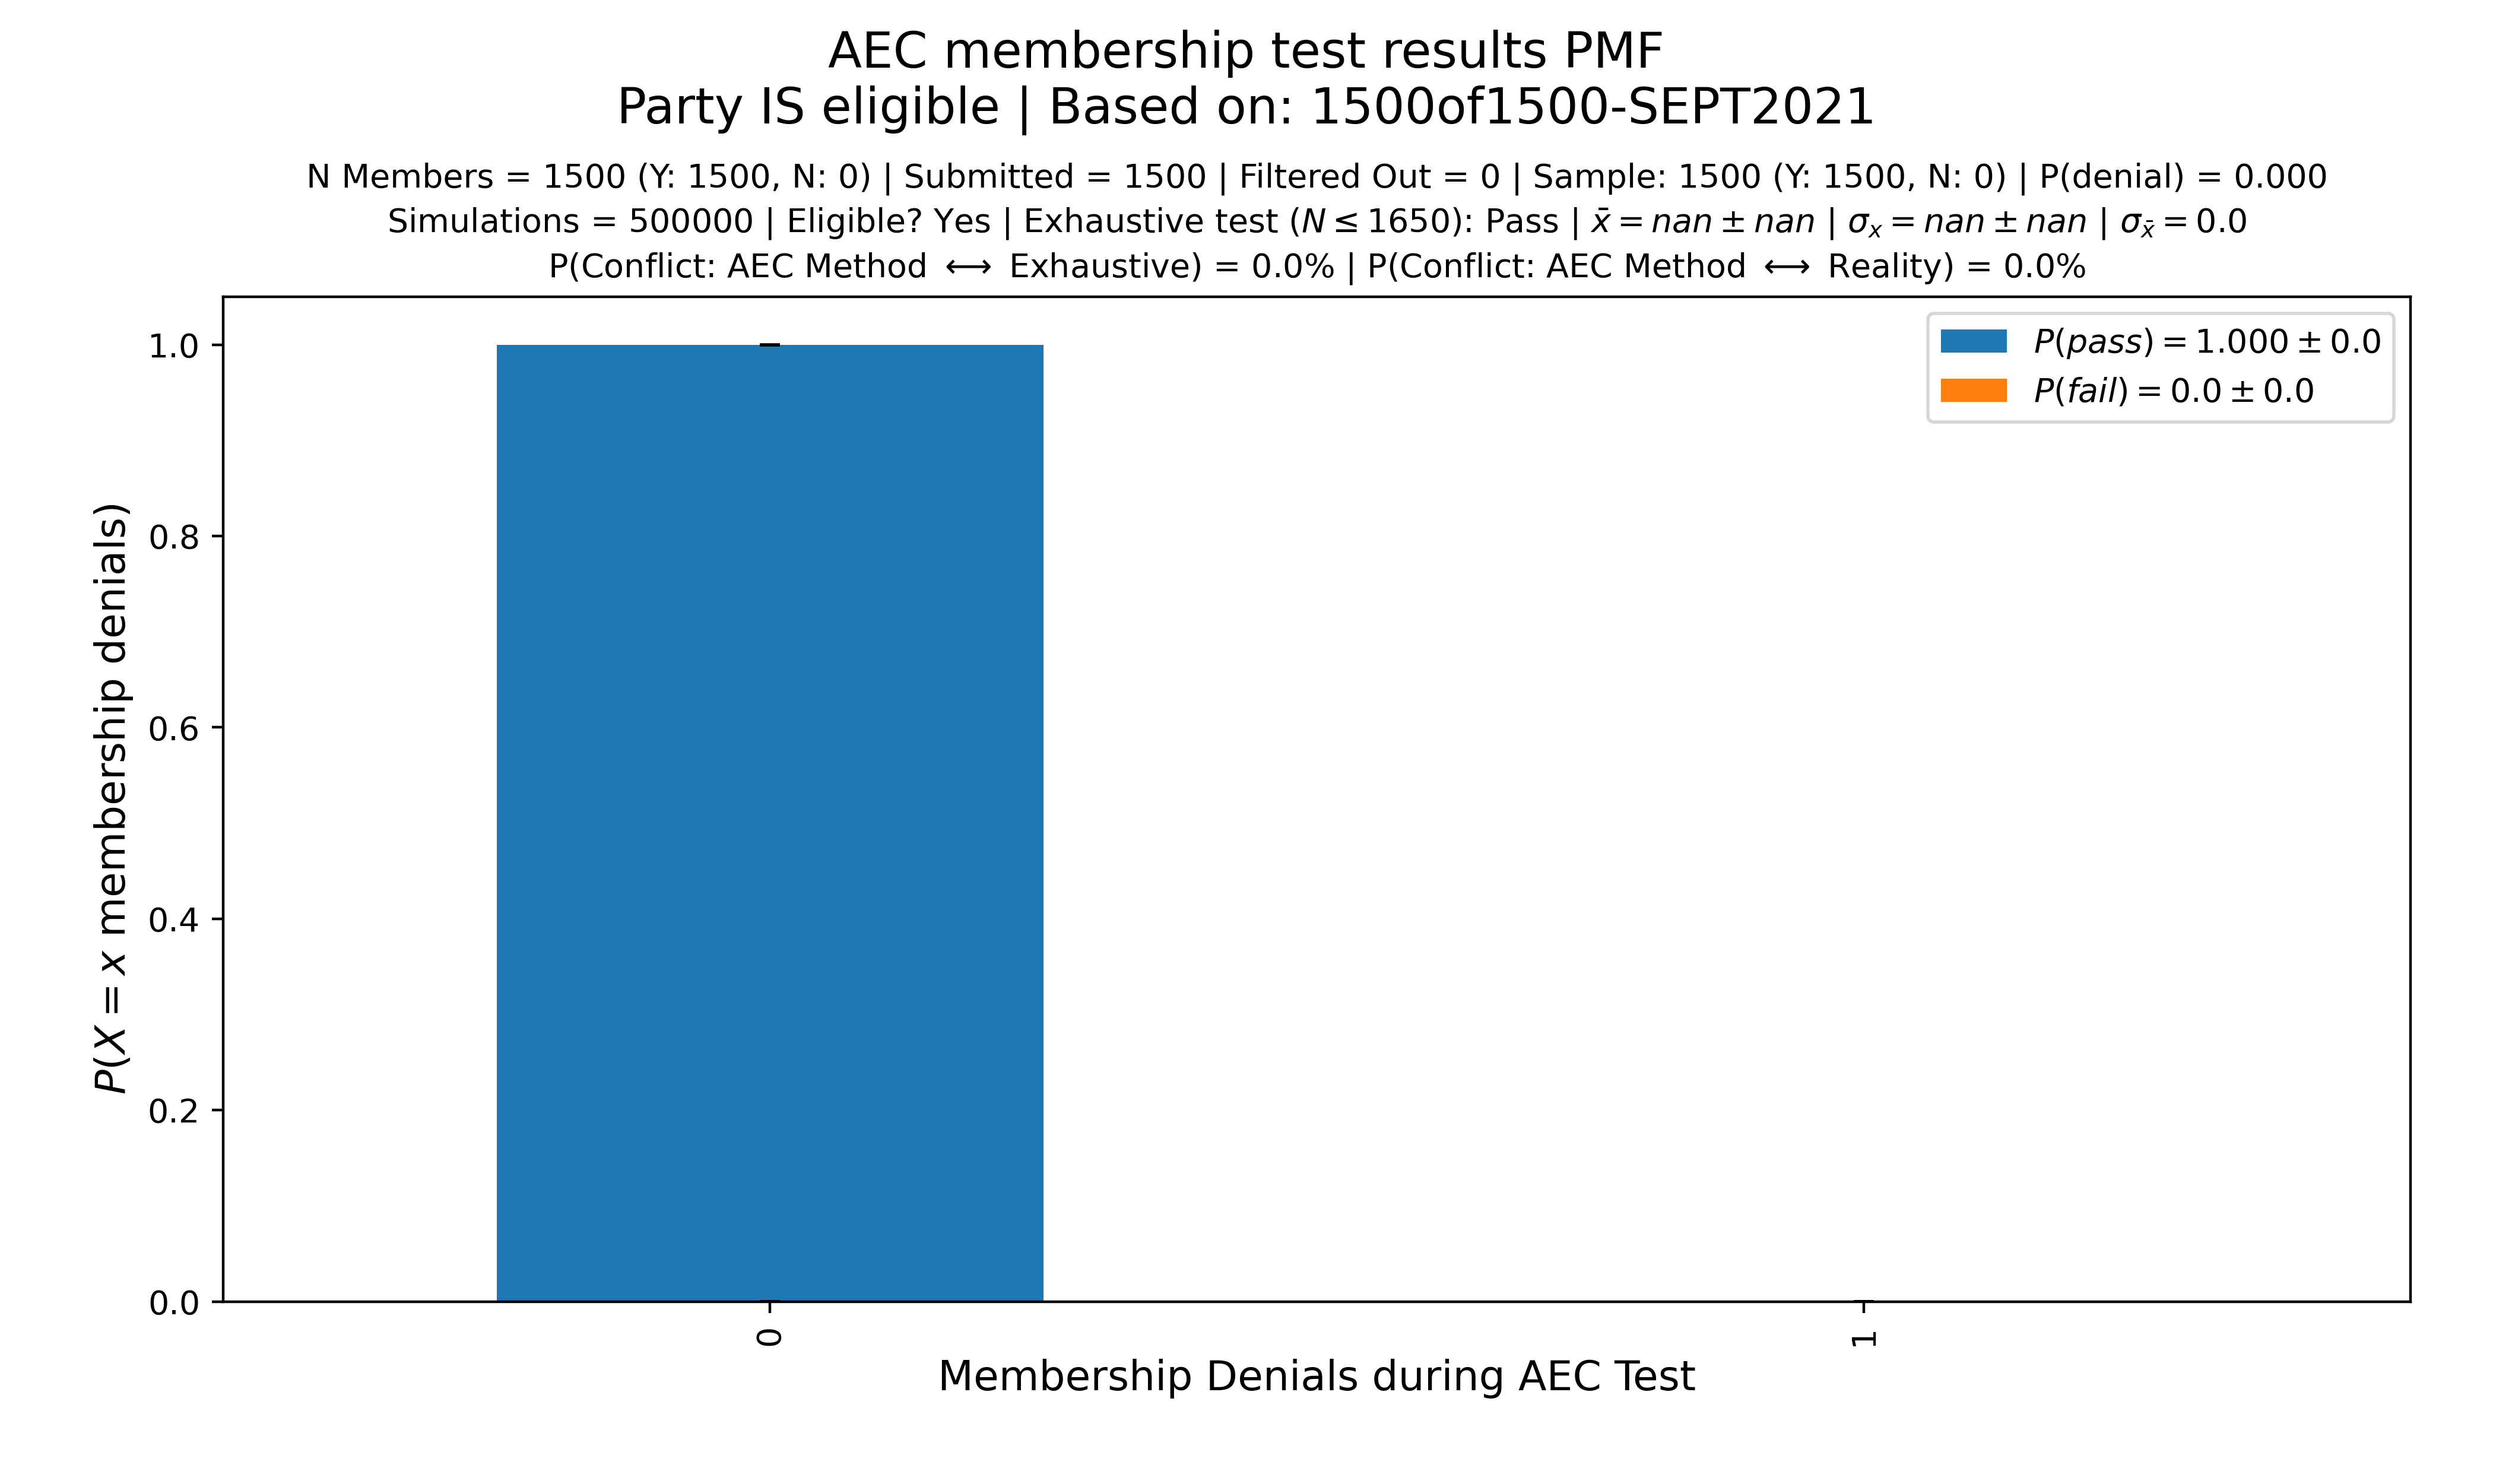 AEC membership test results PMF
Party IS eligible | Based on: 1500of1500-SEPT2021
N Members = 1500 (Y: 1500, N: 0) | Submitted = 1500 | Filtered Out = 0 | Sample: 1500 (Y: 1500, N: 0) | P(denial) = 0.000
Simulations = 500000 | Eligible? Yes | Exhaustive test (N ≤ 1650): Pass | x̄ = nan ± nan | σₓ = nan ± nan | σ_x̄ = 0.0
P(Conflict: AEC Method ⟷ Exhaustive) = 0.0% | P(Conflict: AEC Method ⟷ Reality) = 0.0%
P(pass) = 1.000 ± 0.0
P(fail) = 0.0 ± 0.0
P(X = x membership denials)
1.0
0.8
0.6
0.4
0.2
0.0
0
1
Membership Denials during AEC Test